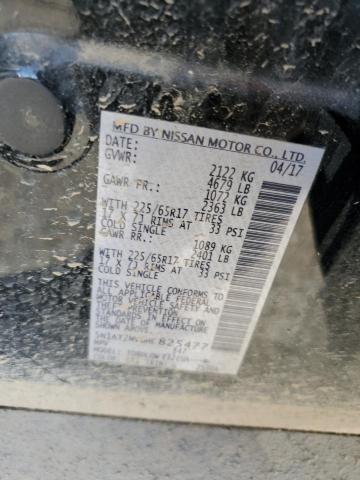 MFD BY NISSAN MOTOR CO., LTD.
DATE: 04/17
GVWR: 2122 KG
4679 LB
GAWR FR: 1072 KG
2363 LB
WITH 225/65R17 TIRES
17 X 7J RIMS AT 33 PSI
COLD SINGLE
GAWR RR: 1089 KG
2401 LB
WITH 225/65R17 TIRES
17 X 7J RIMS AT 33 PSI
COLD SINGLE
THIS VEHICLE CONFORMS TO
ALL APPLICABLE FEDERAL
MOTOR VEHICLE SAFETY AND
THEFT PREVENTION
STANDARDS IN EFFECT ON
THE DATE OF MANUFACTURE
SHOWN ABOVE.
825477
MPV
MODEL: